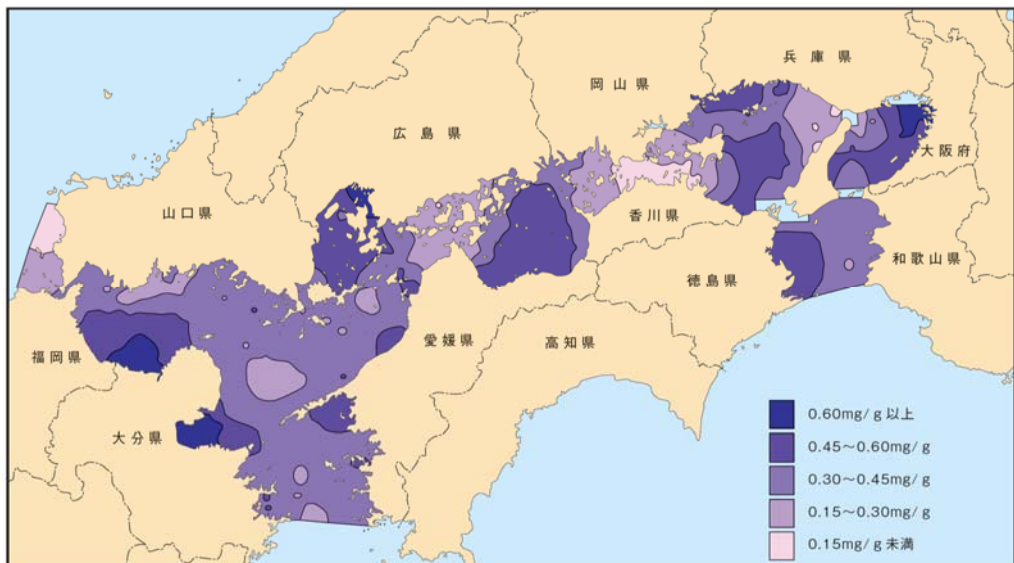 兵庫県
岡山県
広島県
大阪府
山口県
香川県
和歌山県
徳島県
愛媛県
高知県
福岡県
大分県
0.60mg/g以上
0.45～0.60mg/g
0.30～0.45mg/g
0.15～0.30mg/g
0.15mg/g未満